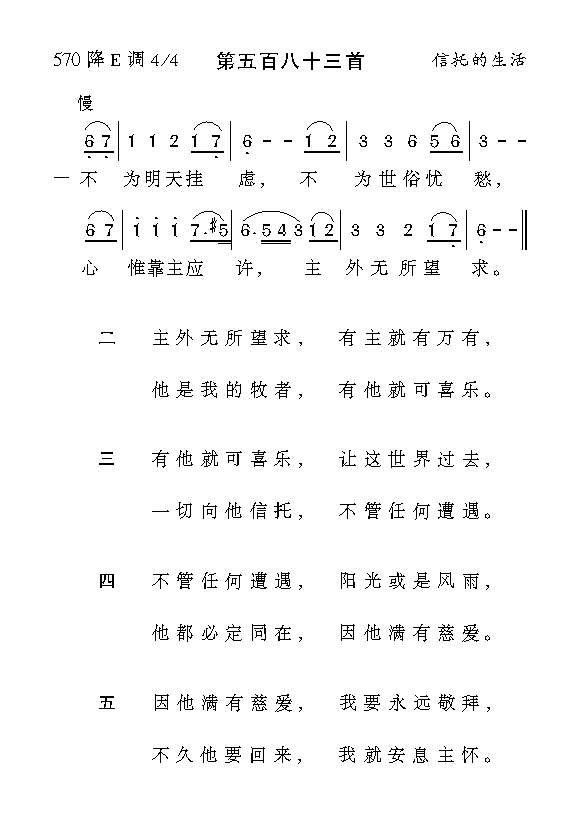 570 降 E 调 4/4 第五百八十三首 信托的生活
慢
6 7 | 1 1 2 1 7 | 6 - - 1 2 | 3 3 6 5 6 | 3 - -
一 不 为明天挂 虑， 不 为世俗忧 愁，
6 7 | 1 1 1 7. #5 | 6. 5 4 3 1 2 | 3 3 2 1 7 | 6 - - ‖
心 惟靠主应 许， 主 外无所望 求。
二 主外无所望求， 有主就有万有，
他是我的牧者， 有他就可喜乐。
三 有他就可喜乐， 让这世界过去，
一切向他信托， 不管任何遭遇。
四 不管任何遭遇， 阳光或是风雨，
他都必定同在， 因他满有慈爱。
五 因他满有慈爱， 我要永远敬拜，
不久他要回来， 我就安息主怀。